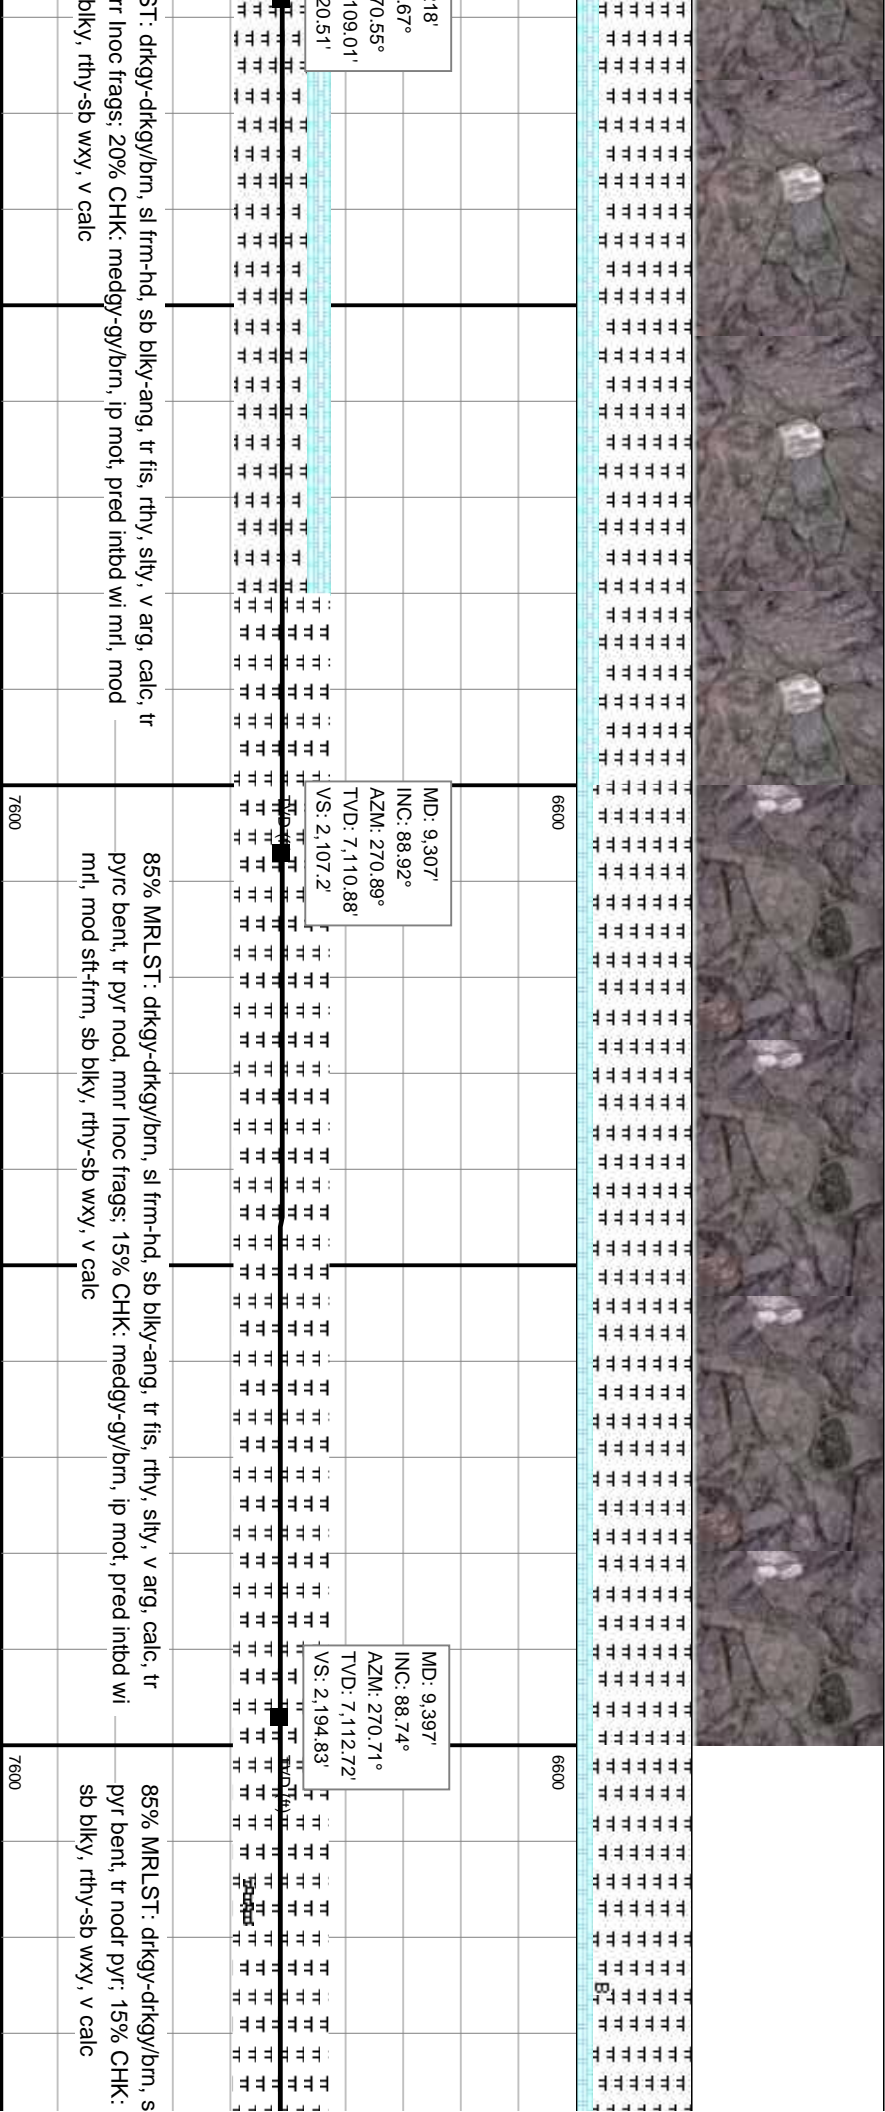 :18'
.67°
70.55°
109.01'
20.51'
ST: drkgy-drkgy/brn, sl frm-hd, sb blky-ang, tr fis, rthy, slty, v arg, calc, tr
rr Inoc frags; 20% CHK: medgy-gy/brn, ip mot, pred intbd wi mrl, mod
blky, rthy-sb wxy, v calc
6600
MD: 9,307'
INC: 88.92°
AZM: 270.89°
TVD: 7,110.88'
VS: 2,107.2'
TVD (ft)
7600
85% MRLST: drkgy-drkgy/brn, sl frm-hd, sb blky-ang, tr fis, rthy, slty, v arg, calc, tr
pyrc bent, tr pyr nod, mnr Inoc frags; 15% CHK: medgy-gy/brn, ip mot, pred intbd wi
mrl, mod sft-frm, sb blky, rthy-sb wxy, v calc
MD: 9,397'
INC: 88.74°
AZM: 270.71°
TVD: 7,112.72'
VS: 2,194.83'
6600
TVD (ft)
7600
B
85% MRLST: drkgy-drkgy/brn, s
pyr bent, tr nodr pyr; 15% CHK:
sb blky, rthy-sb wxy, v calc